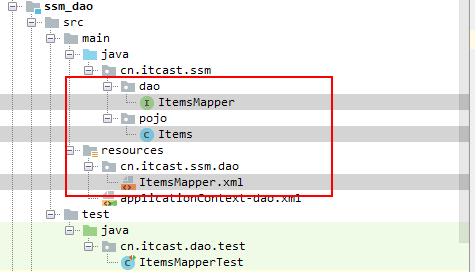 ssm_dao
src
main
java
cn.itcast.ssm
dao
ItemsMapper
pojo
Items
resources
cn.itcast.ssm.dao
ItemsMapper.xml
applicationContext-dao.xml
test
java
cn.itcast.dao.test
ItemsMapperTest